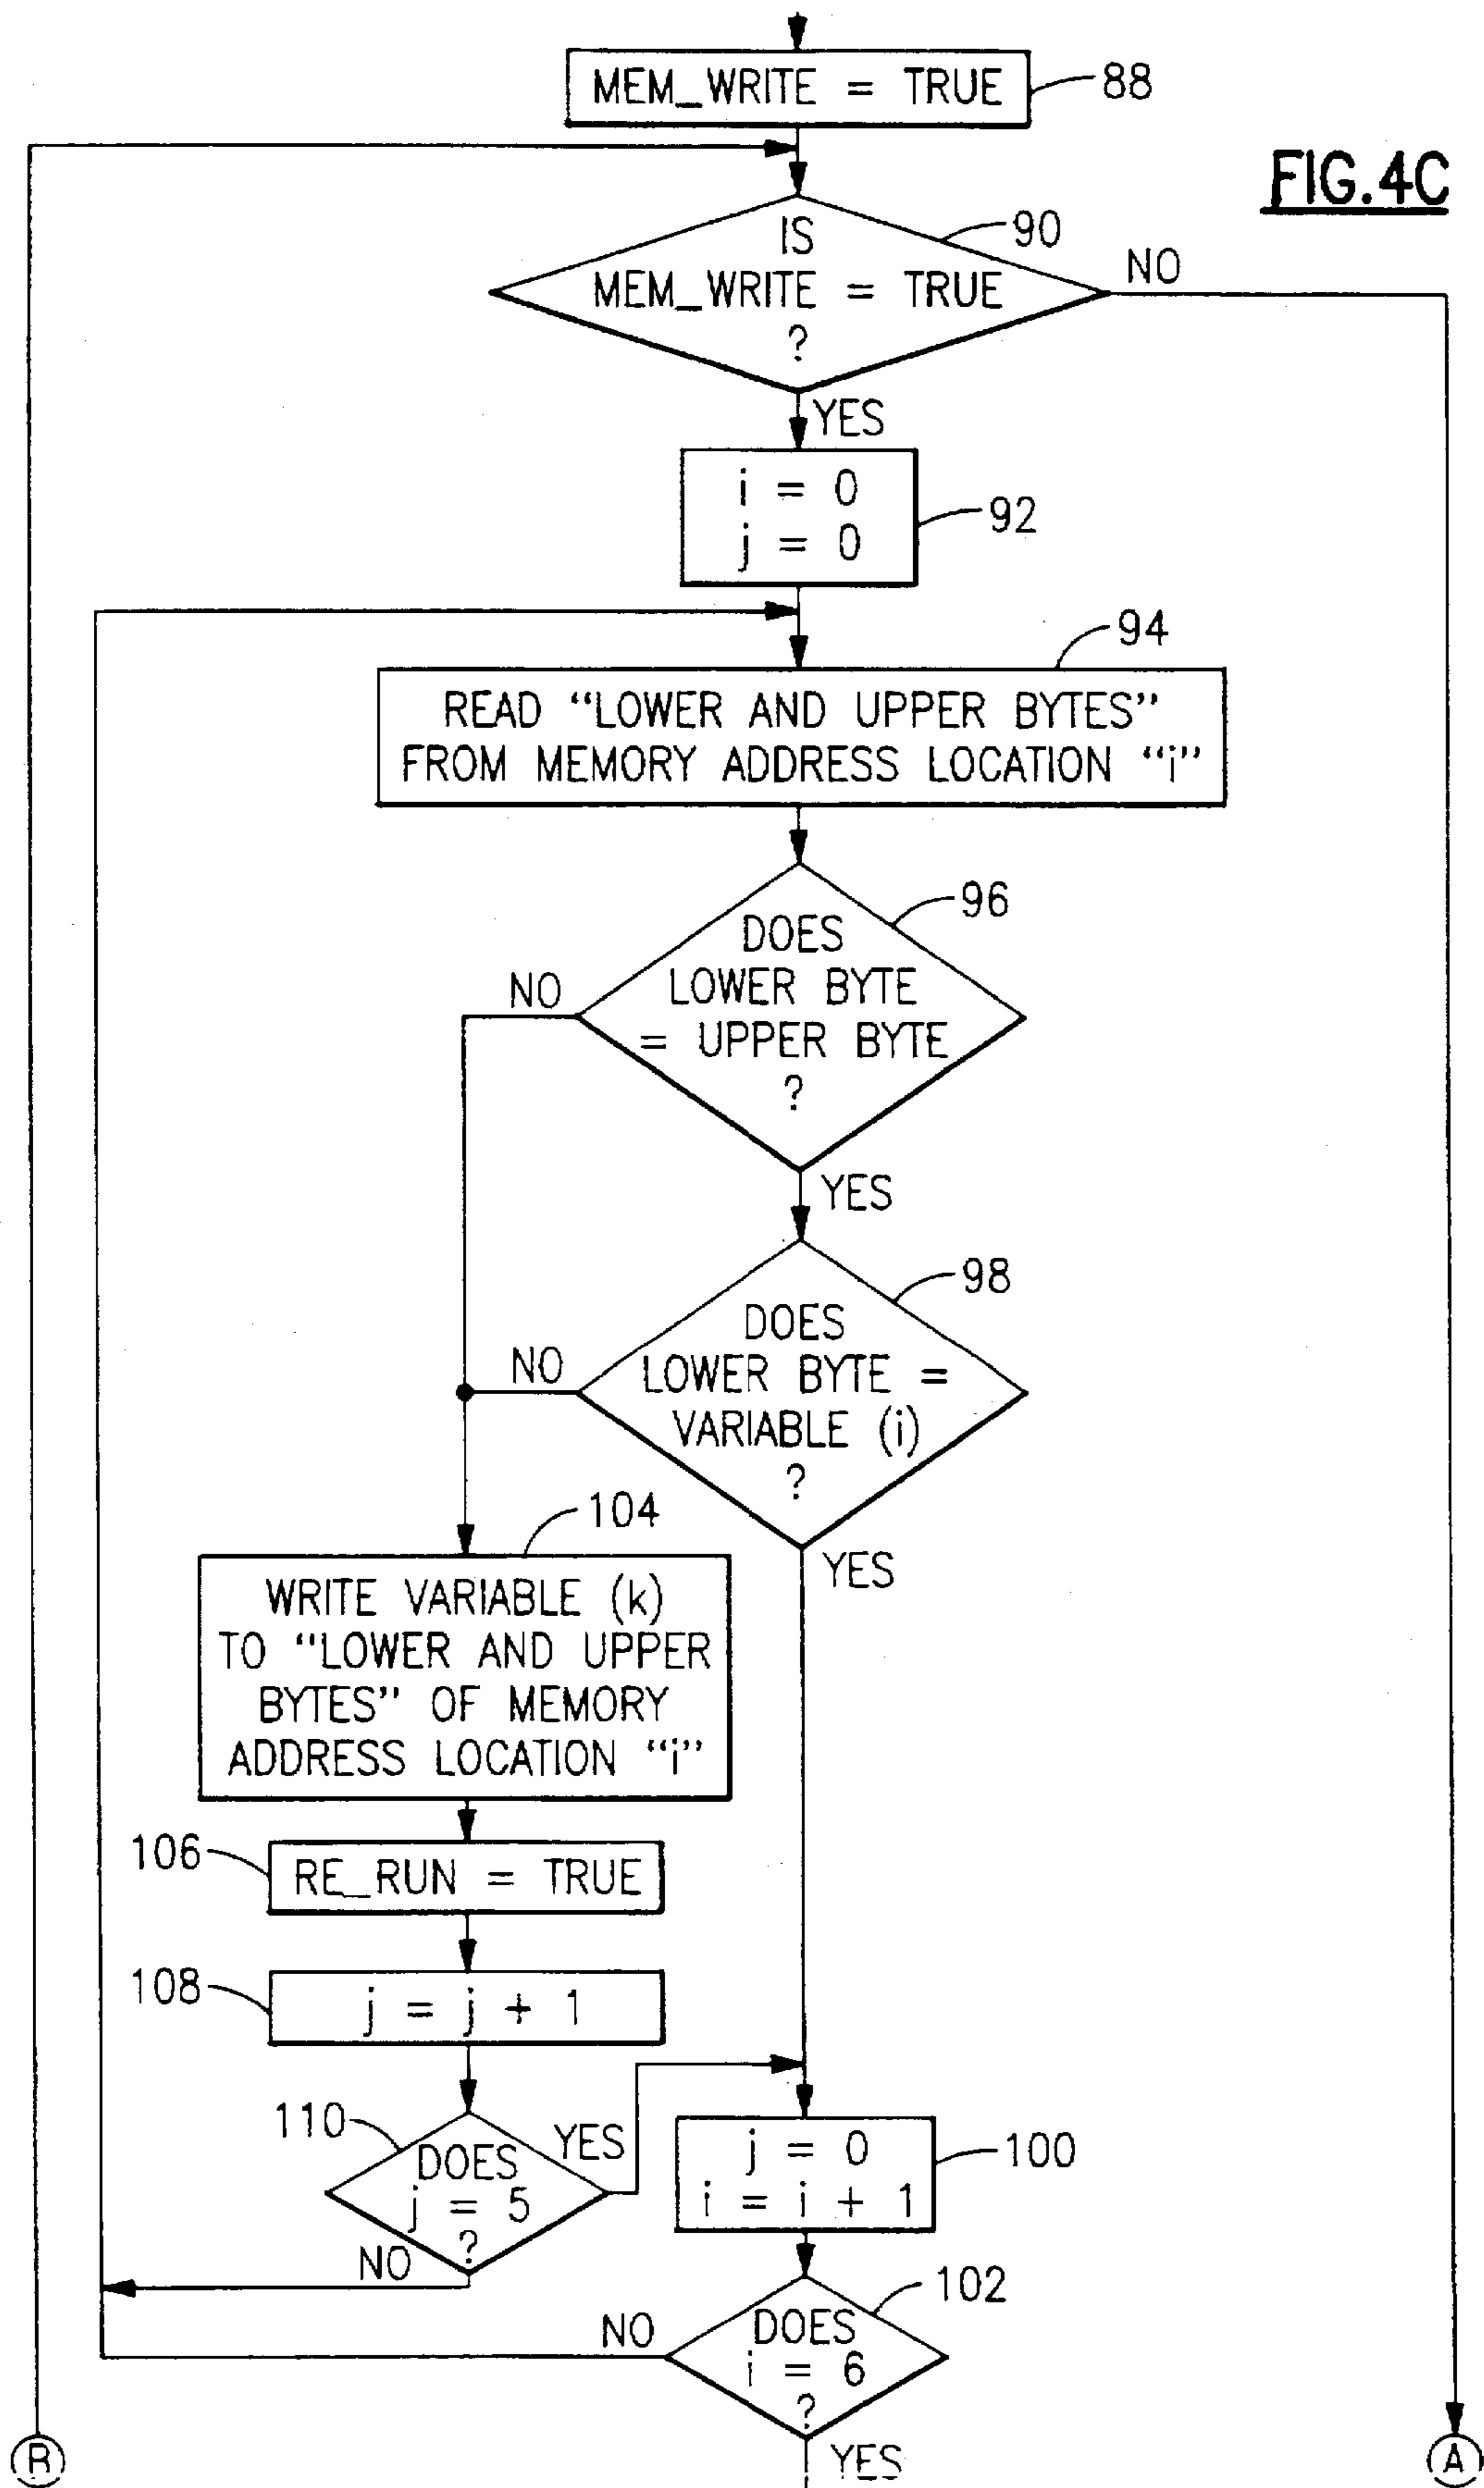 MEM_WRITE = TRUE
88
FIG.4C
IS
MEM_WRITE = TRUE
?
90
NO
YES
i = 0
j = 0
92
94
READ “LOWER AND UPPER BYTES”
FROM MEMORY ADDRESS LOCATION “i”
96
DOES
LOWER BYTE
= UPPER BYTE
?
NO
YES
98
DOES
LOWER BYTE =
VARIABLE (i)
?
NO
YES
104
WRITE VARIABLE (k)
TO “LOWER AND UPPER
BYTES” OF MEMORY
ADDRESS LOCATION “i”
106
RE_RUN = TRUE
108
j = j + 1
110
DOES
j = 5
?
YES
NO
j = 0
i = i + 1
100
102
DOES
i = 6
?
NO
YES
B
A